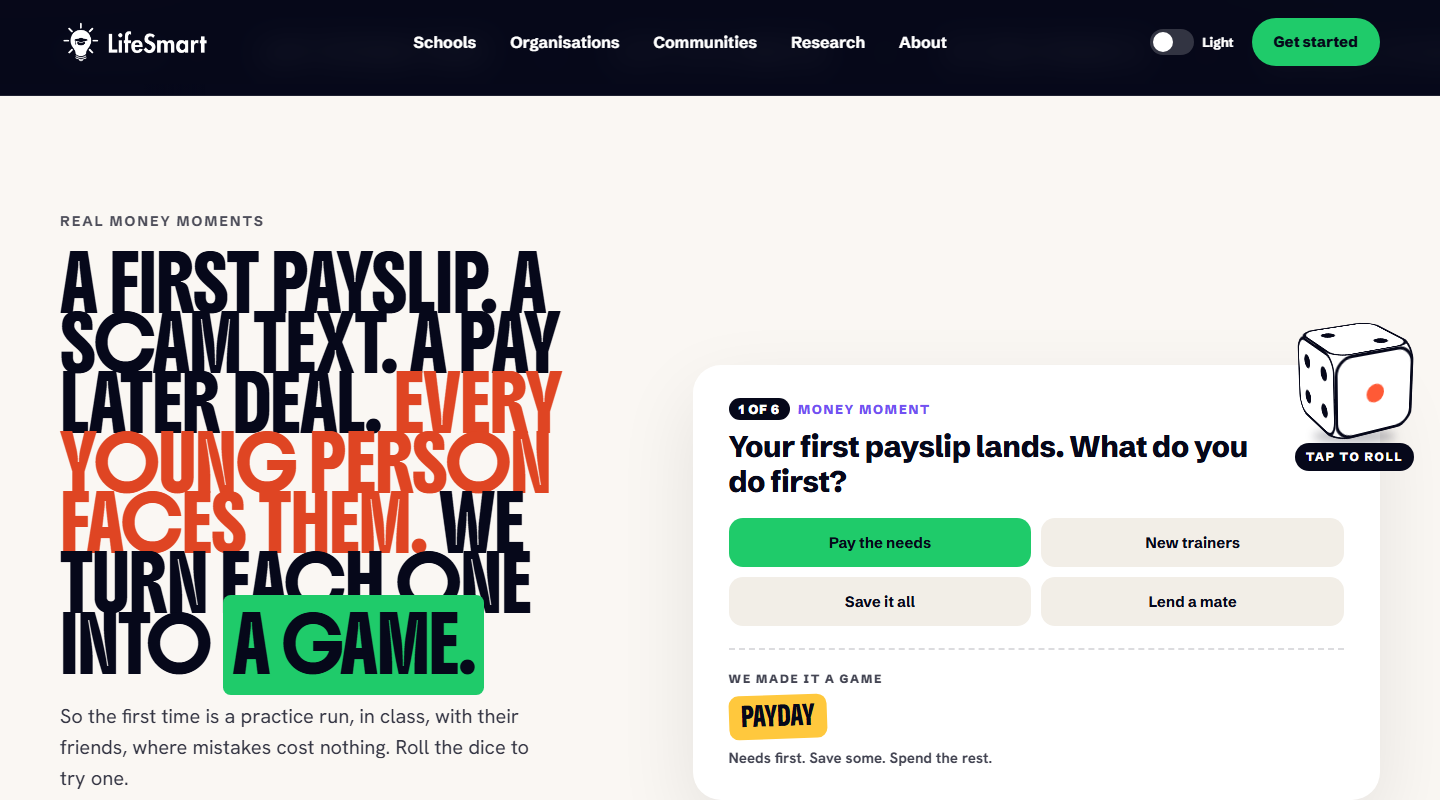 LifeSmart
Schools
Organisations
Communities
Research
About
Light
Get started
REAL MONEY MOMENTS
A FIRST PAYSLIP. A
SCAM TEXT. A PAY
LATER DEAL. EVERY
YOUNG PERSON
FACES THEM. WE
TURN EACH ONE
INTO A GAME.
So the first time is a practice run, in class, with their
friends, where mistakes cost nothing. Roll the dice to
try one.
1 OF 6 MONEY MOMENT
Your first payslip lands. What do you
do first?
TAP TO ROLL
Pay the needs
New trainers
Save it all
Lend a mate
WE MADE IT A GAME
PAYDAY
Needs first. Save some. Spend the rest.